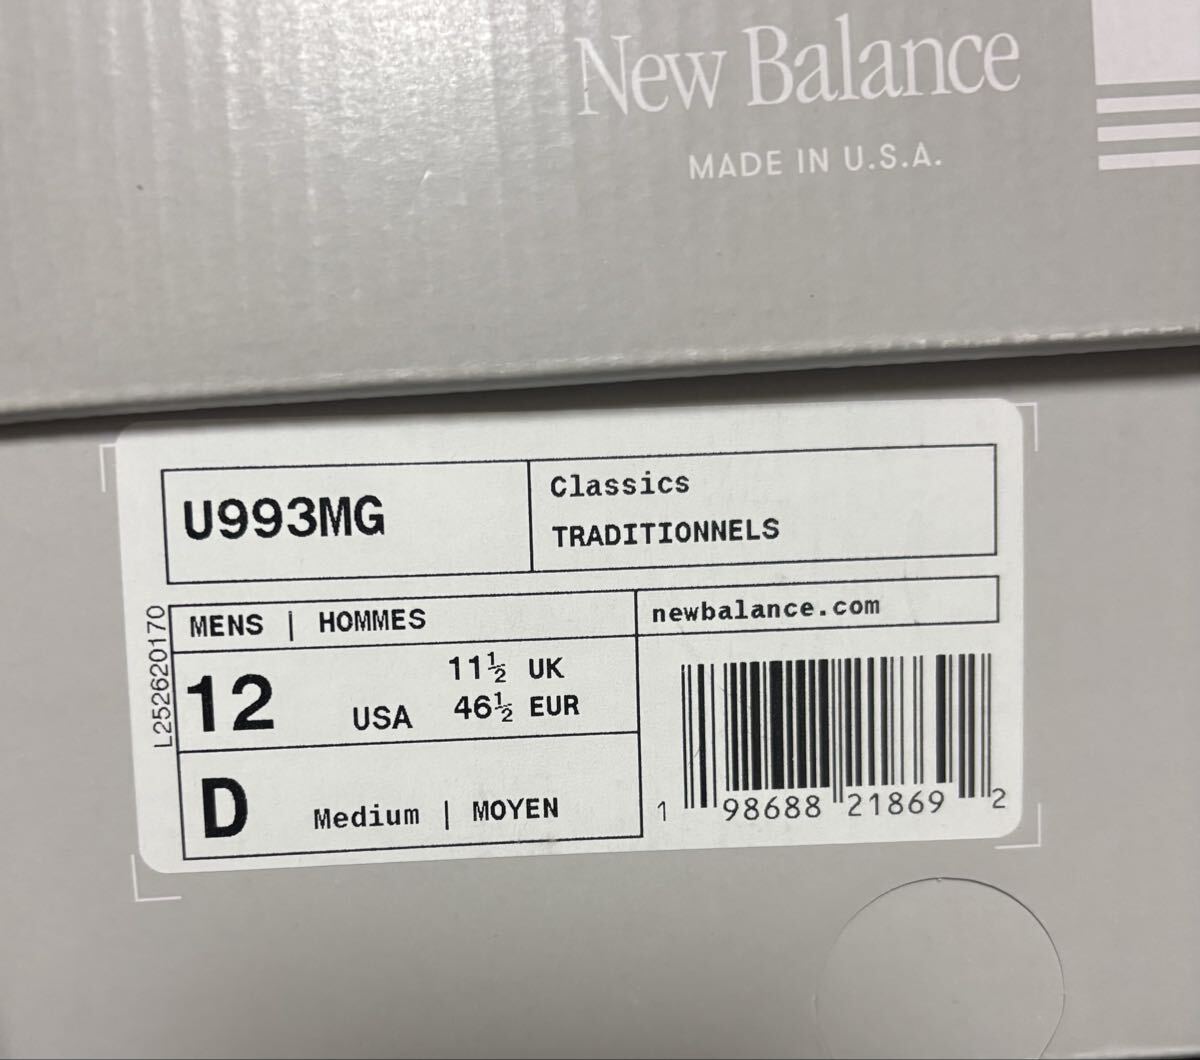 New Balance
MADE IN U.S.A.
U993MG
Classics
TRADITIONNELS
L252620170
MENS | HOMMES
newbalance.com
12 USA
11½ UK
46½ EUR
D Medium | MOYEN
1 98688 21869 2